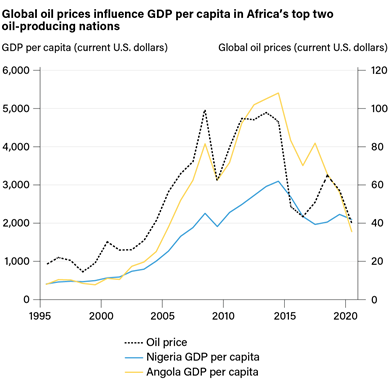 Global oil prices influence GDP per capita in Africa's top two
oil-producing nations
GDP per capita (current U.S. dollars) Global oil prices (current U.S. dollars)
6,000 120
5,000 100
4,000 80
3,000 60
2,000 40
1,000 20
0 0
1995 2000 2005 2010 2015 2020
Oil price
Nigeria GDP per capita
Angola GDP per capita